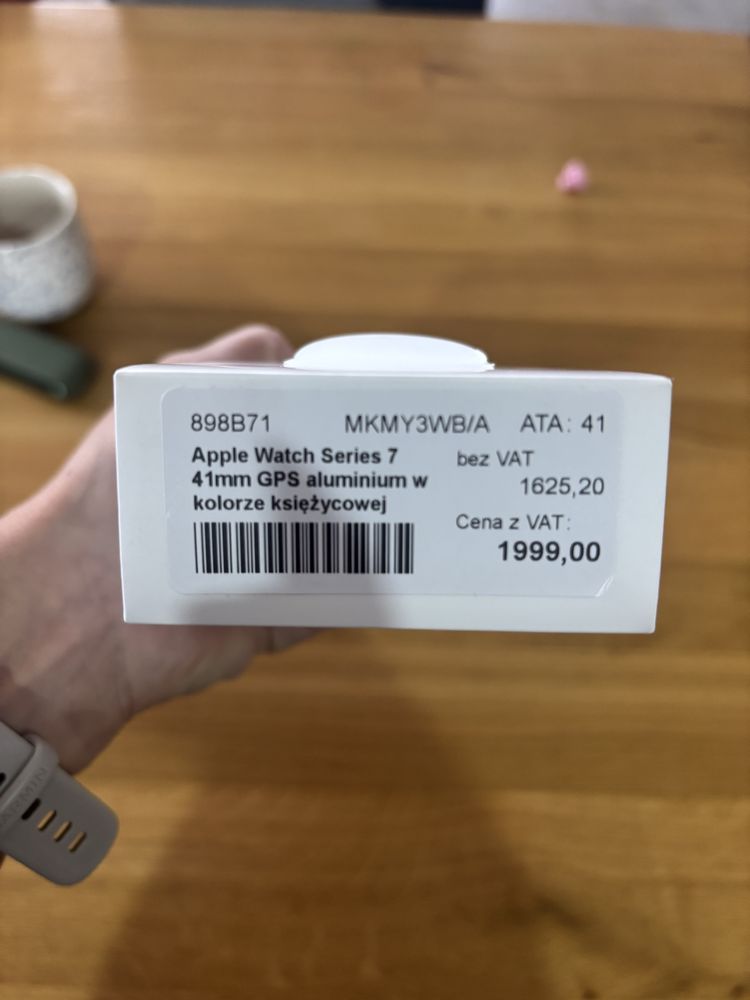 898B71 MKMY3WB/A ATA: 41
Apple Watch Series 7
41mm GPS aluminium w
kolorze księżycowej
bez VAT
1625,20
Cena z VAT:
1999,00
GARMIN